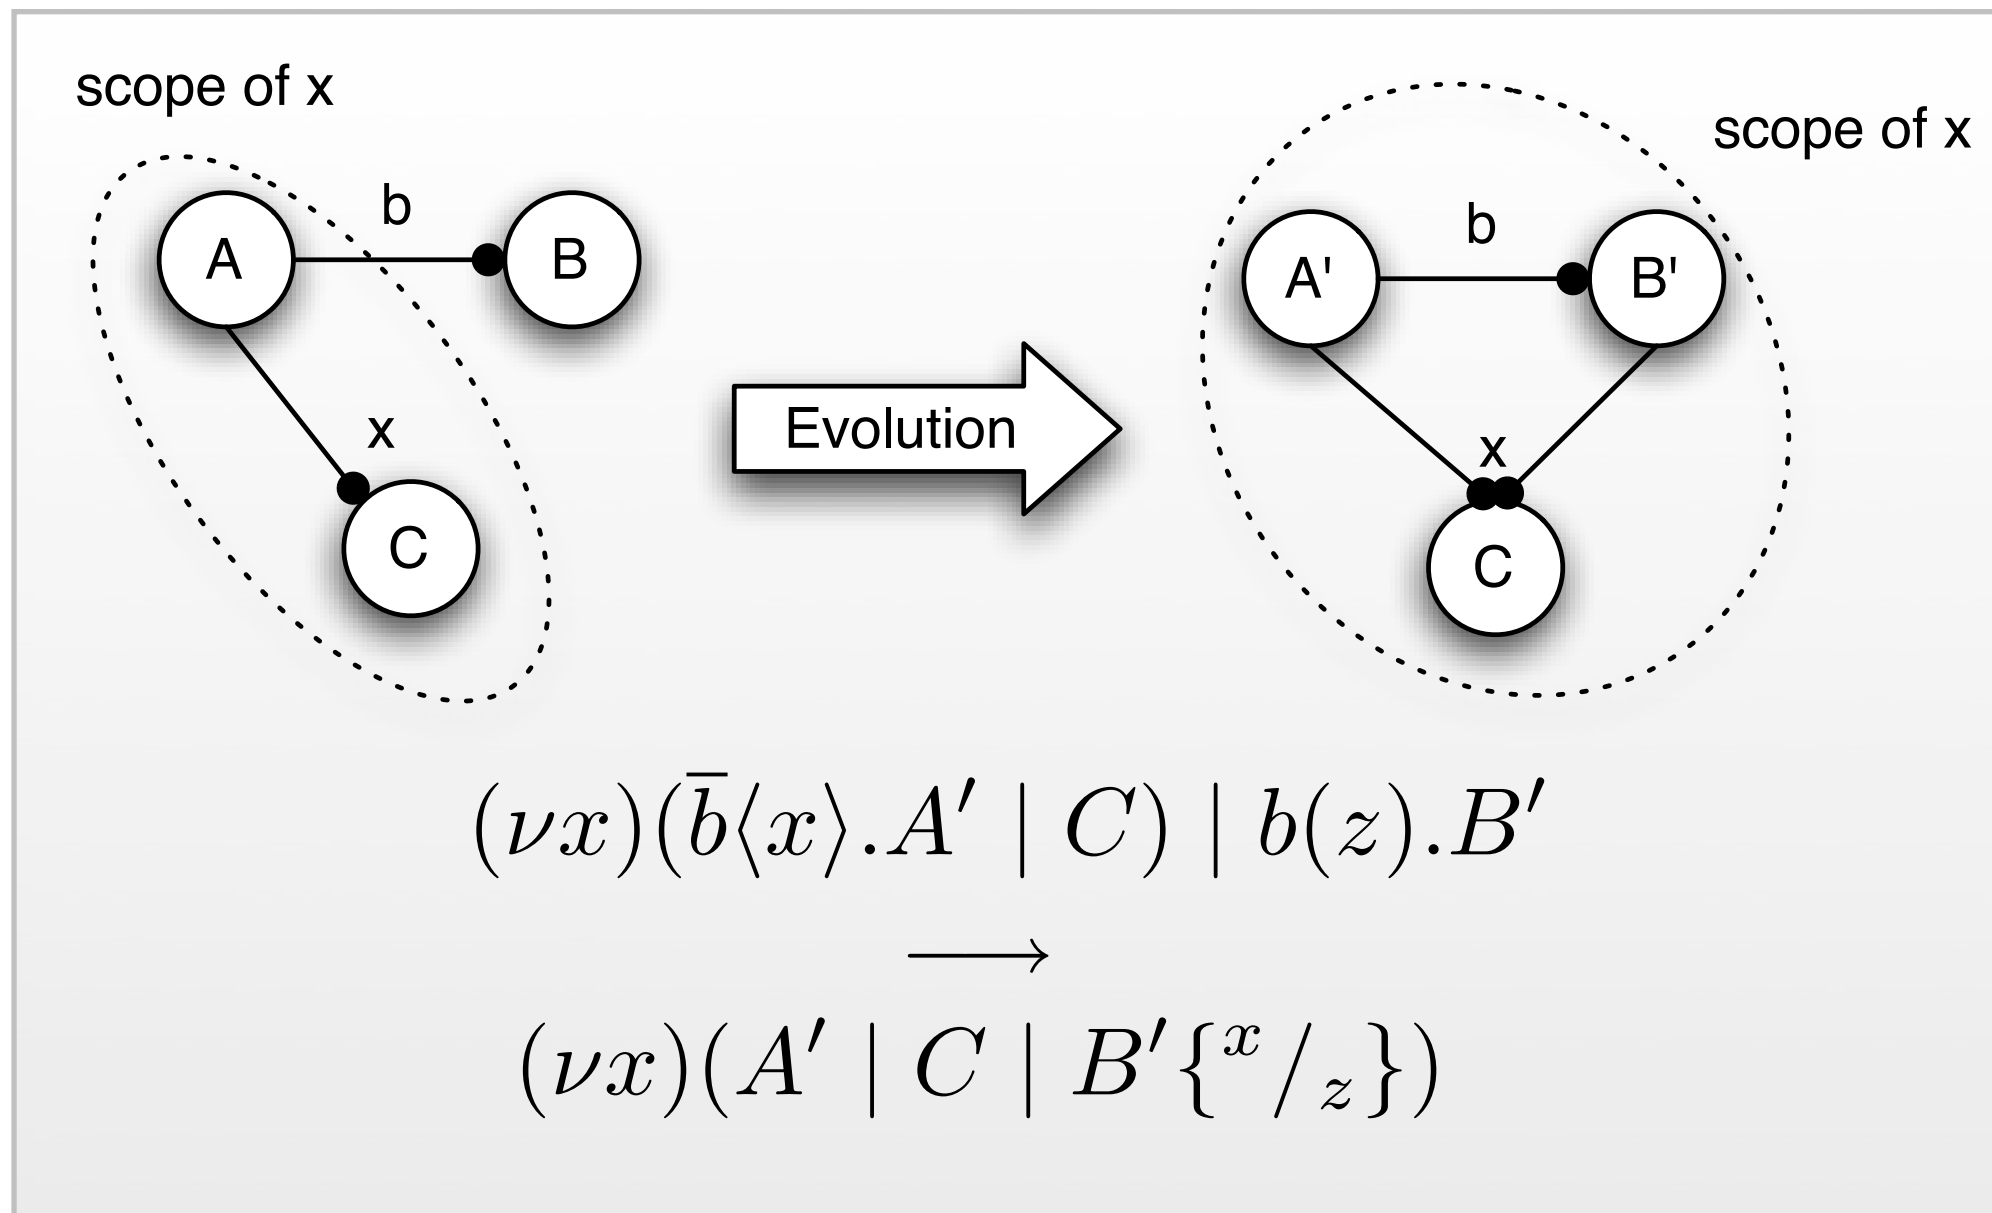 scope of x
scope of x
A
b
B
x
C
Evolution
A'
b
B'
x
C
(νx)(b̅⟨x⟩.A′ | C) | b(z).B′
⟶
(νx)(A′ | C | B′{ˣ/z})